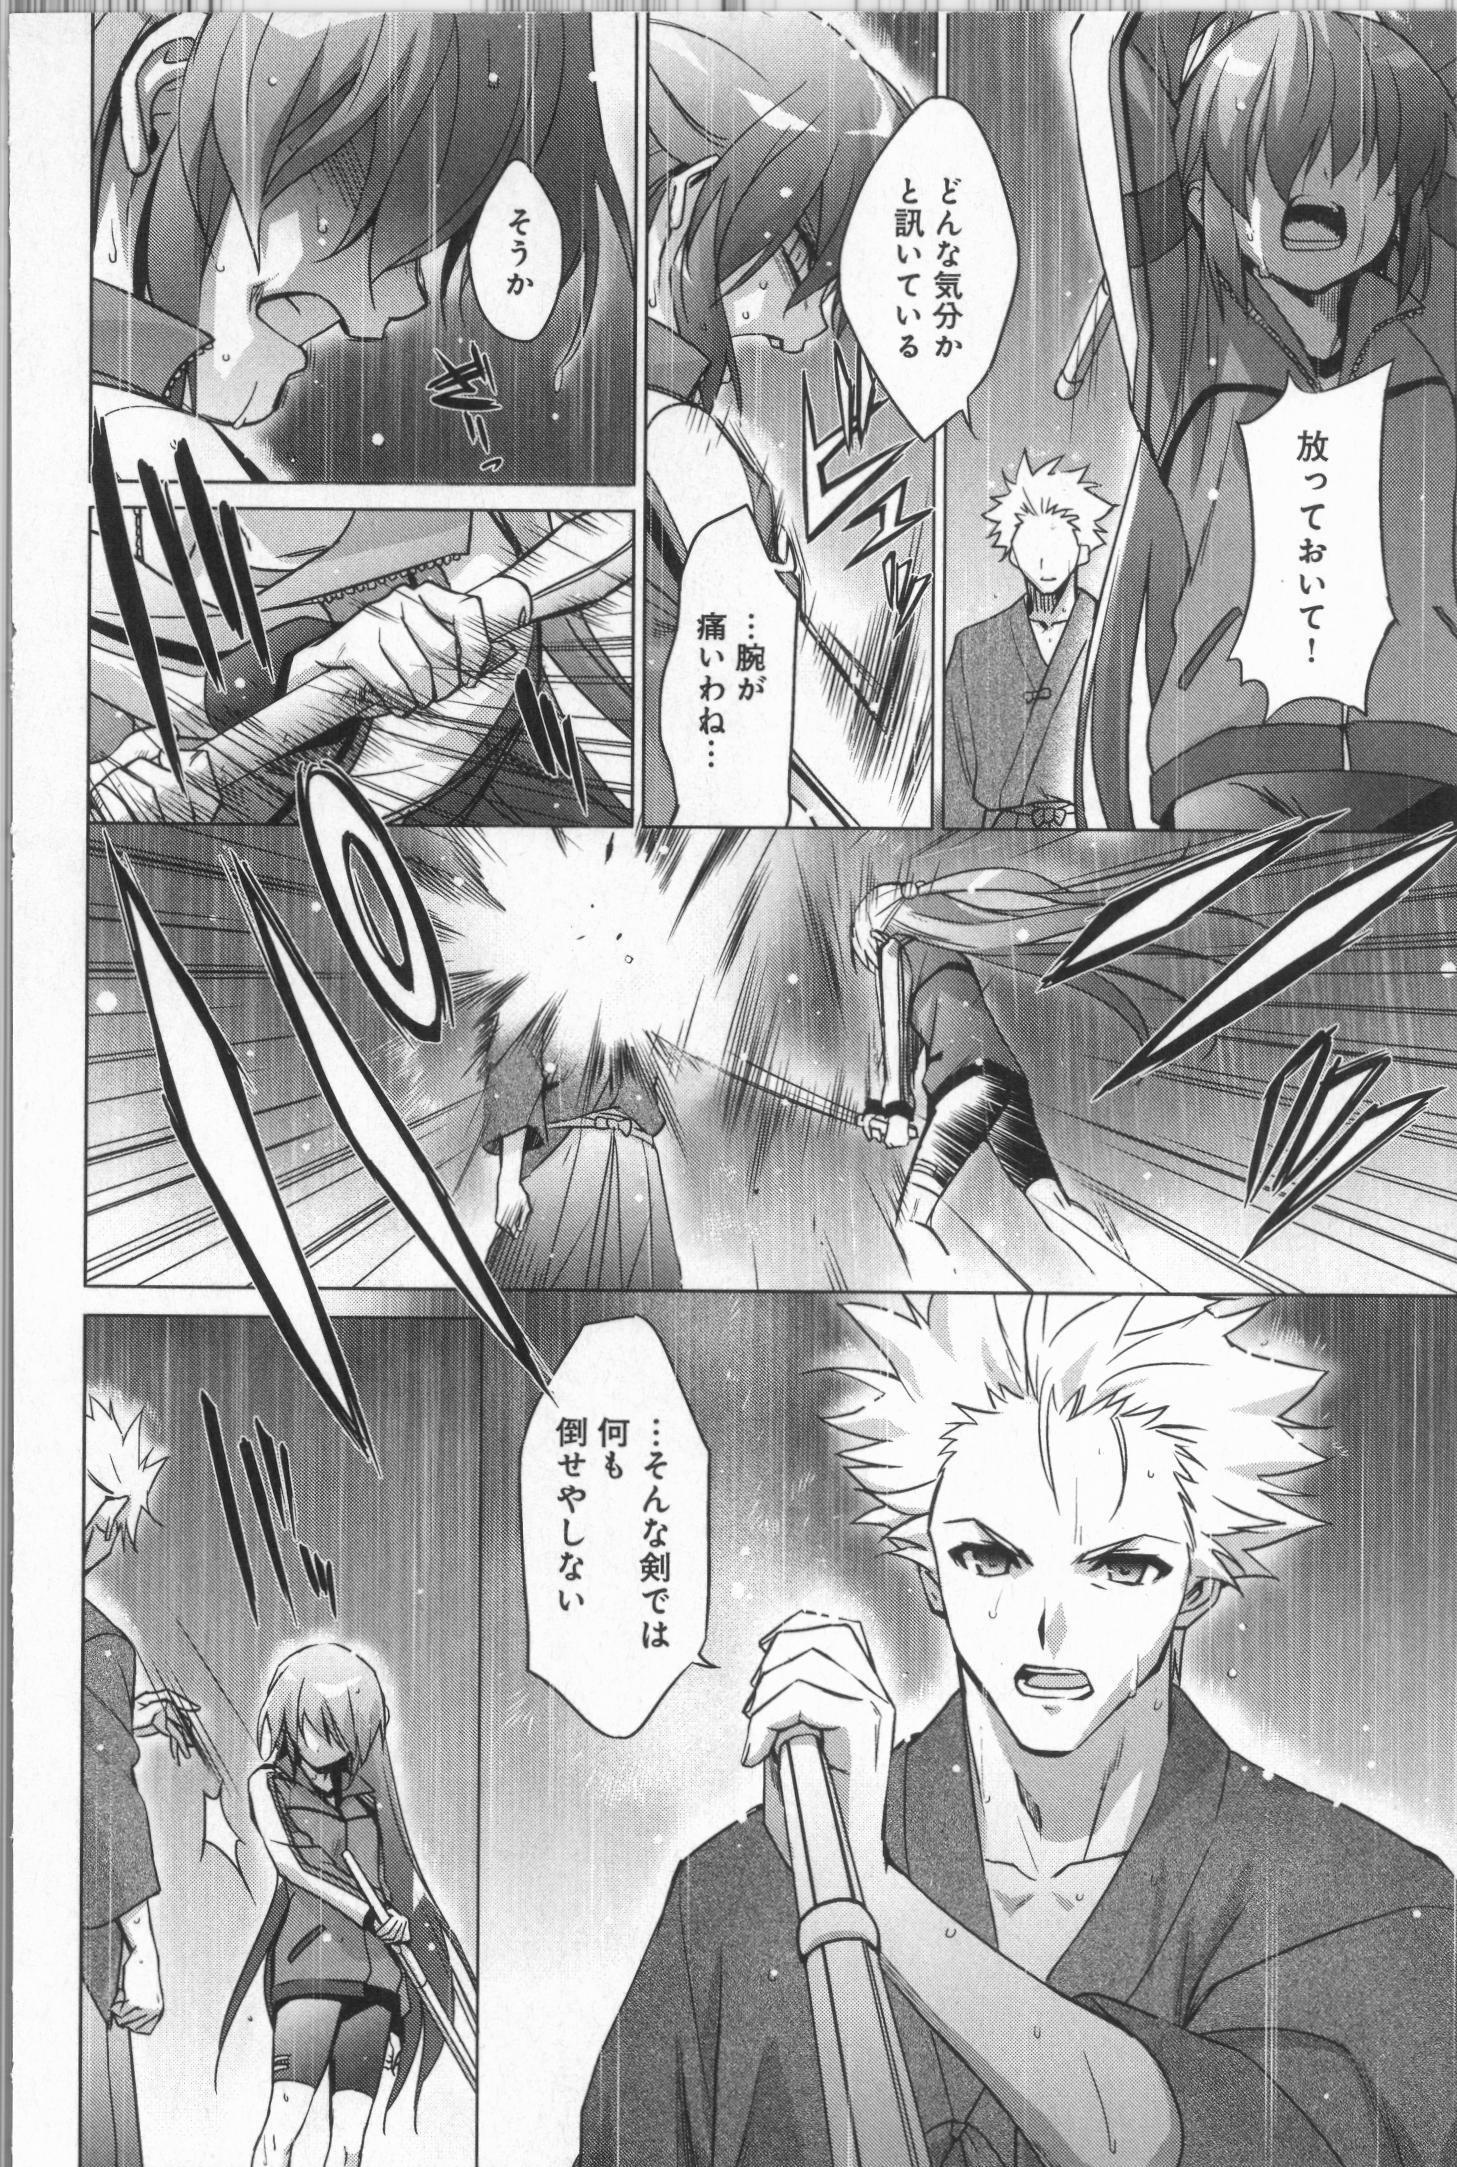 放っておいて!
どんな気分か
と訊いている
…腕が
痛いわね…
そうか
…そんな剣では
何も
倒せやしない